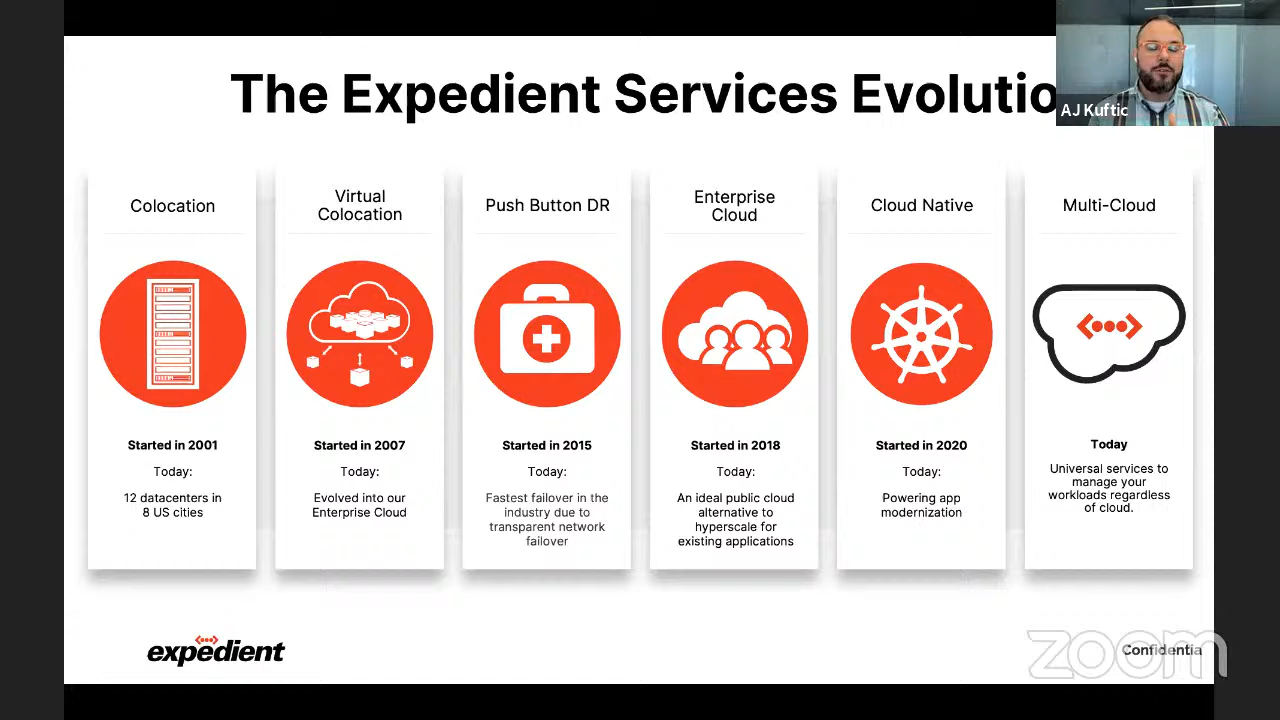 The Expedient Services Evolutio
AJ Kuftic
Colocation
Started in 2001
Today:
12 datacenters in
8 US cities
Virtual
Colocation
Started in 2007
Today:
Evolved into our
Enterprise Cloud
Push Button DR
Started in 2015
Today:
Fastest failover in the
industry due to
transparent network
failover
Enterprise
Cloud
Started in 2018
Today:
An ideal public cloud
alternative to
hyperscale for
existing applications
Cloud Native
Started in 2020
Today:
Powering app
modernization
Multi-Cloud
Today
Universal services to
manage your
workloads regardless
of cloud.
expedient
Confidentia
zoom